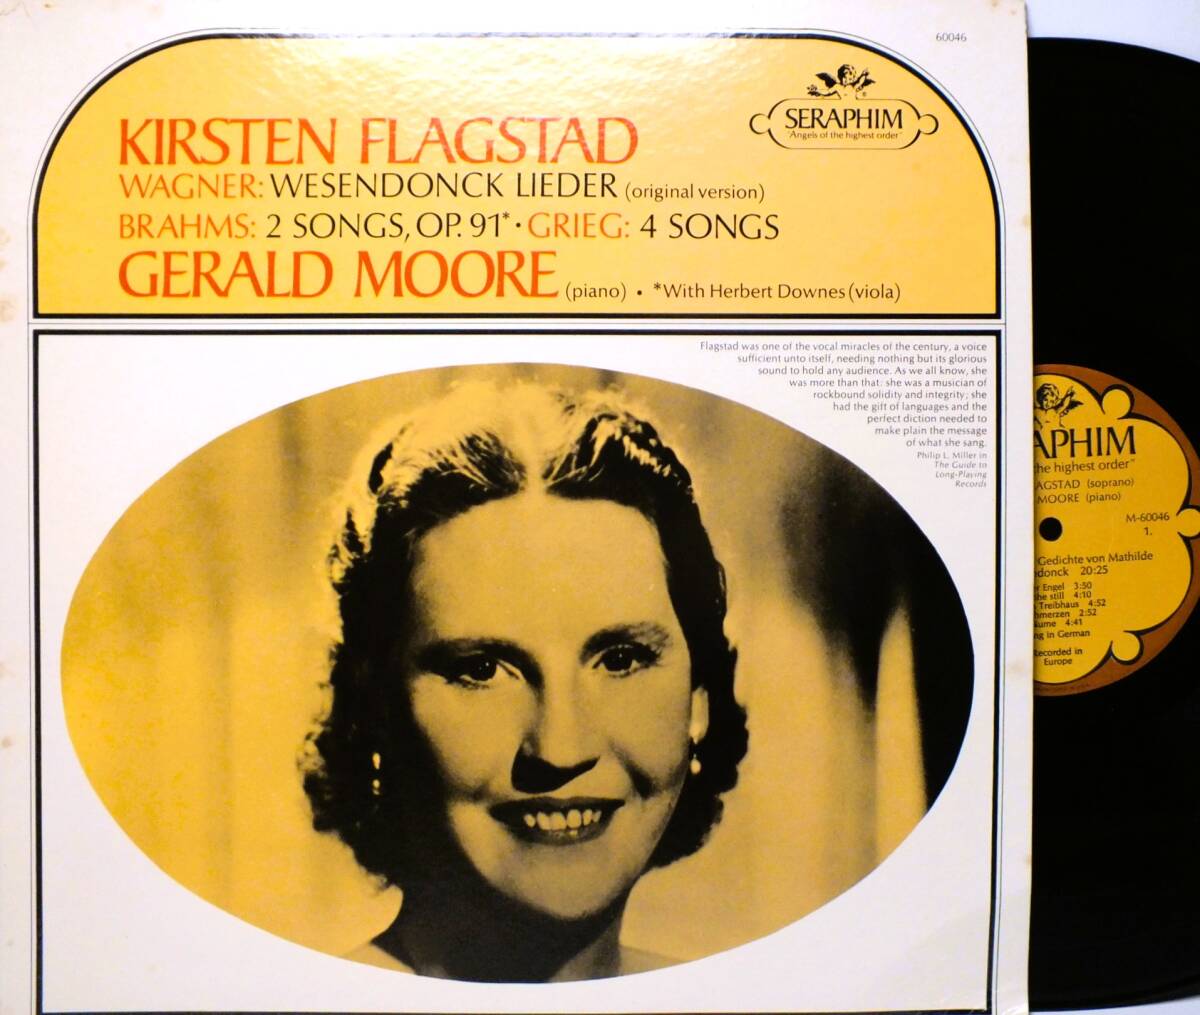 60046
SERAPHIM
"Angels of the highest order"
KIRSTEN FLAGSTAD
WAGNER: WESENDONCK LIEDER (original version)
BRAHMS: 2 SONGS, OP. 91* · GRIEG: 4 SONGS
GERALD MOORE (piano) • *With Herbert Downes (viola)
Flagstad was one of the vocal miracles of the century, a voice
sufficient unto itself, needing nothing but its glorious
sound to hold any audience. As we all know, she
was more than that: she was a musician of
rockbound solidity and integrity; she
had the gift of languages and the
perfect diction needed to
make plain the message
of what she sang.
Philip L. Miller in
The Guide to
Long-Playing
Records
APHIM
he highest order"
AGSTAD (soprano)
MOORE (piano)
M-60046
1.
Gedichte von Mathilde
donck 20:25
r Engel 3:50
he still 4:10
Treibhaus 4:52
hmerzen 2:52
ume 4:41
ng in German
ecorded in
Europe